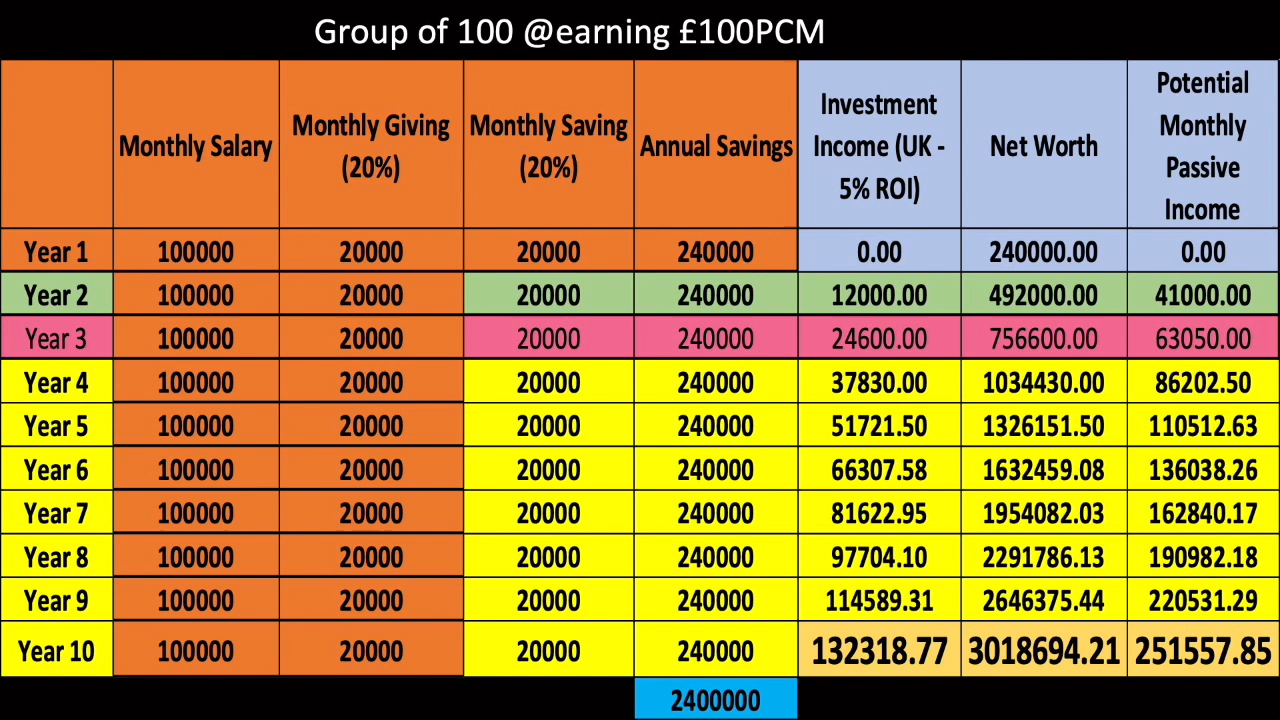 Group of 100 @earning £100PCM
Monthly Salary
Monthly Giving
(20%)
Monthly Saving
(20%)
Annual Savings
Investment
Income (UK -
5% ROI)
Net Worth
Potential
Monthly
Passive
Income
Year 1 100000 20000 20000 240000 0.00 240000.00 0.00
Year 2 100000 20000 20000 240000 12000.00 492000.00 41000.00
Year 3 100000 20000 20000 240000 24600.00 756600.00 63050.00
Year 4 100000 20000 20000 240000 37830.00 1034430.00 86202.50
Year 5 100000 20000 20000 240000 51721.50 1326151.50 110512.63
Year 6 100000 20000 20000 240000 66307.58 1632459.08 136038.26
Year 7 100000 20000 20000 240000 81622.95 1954082.03 162840.17
Year 8 100000 20000 20000 240000 97704.10 2291786.13 190982.18
Year 9 100000 20000 20000 240000 114589.31 2646375.44 220531.29
Year 10 100000 20000 20000 240000 132318.77 3018694.21 251557.85
2400000